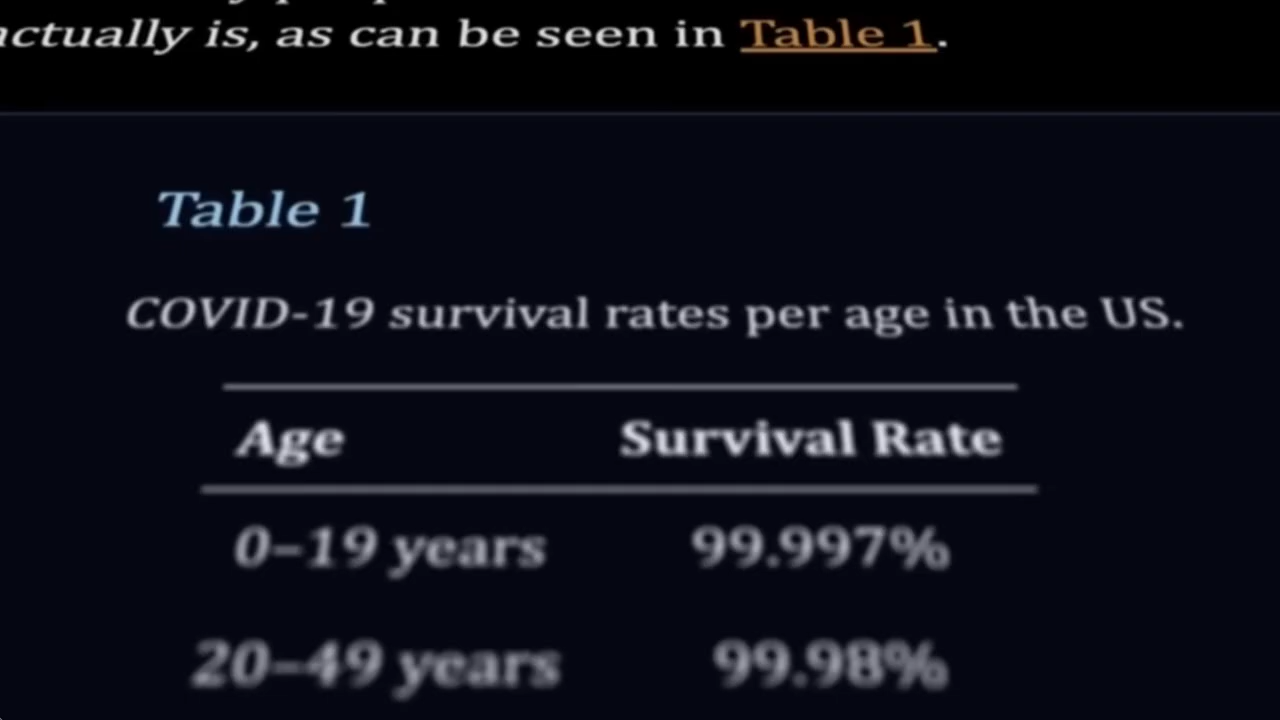 actually is, as can be seen in Table 1.
Table 1
COVID-19 survival rates per age in the US.
Age Survival Rate
0–19 years 99.997%
20–49 years 99.98%